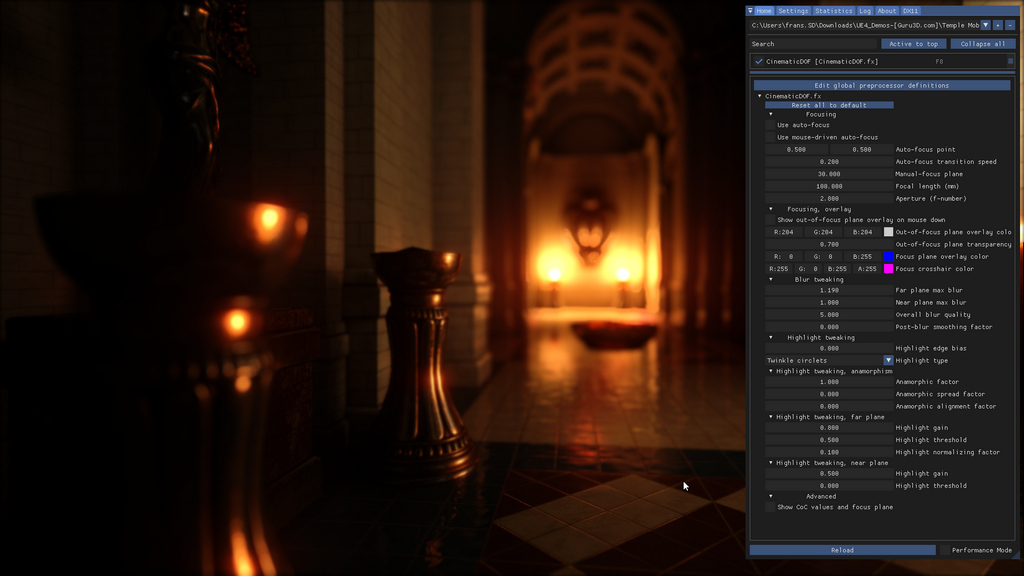 Home Settings Statistics Log About DX11
C:\Users\frans.SD\Downloads\UE4_Demos-[Guru3D.com]\Temple Mob + -
Search Active to top Collapse all
CinematicDOF [CinematicDOF.fx] F8
Edit global preprocessor definitions
CinematicDOF.fx
Reset all to default
Focusing
Use auto-focus
Use mouse-driven auto-focus
0.500 0.500 Auto-focus point
0.200 Auto-focus transition speed
30.000 Manual-focus plane
100.000 Focal length (mm)
2.800 Aperture (f-number)
Focusing, overlay
Show out-of-focus plane overlay on mouse down
R:204 G:204 B:204 Out-of-focus plane overlay colo
0.700 Out-of-focus plane transparency
R: 0 G: 0 B:255 Focus plane overlay color
R:255 G: 0 B:255 A:255 Focus crosshair color
Blur tweaking
1.190 Far plane max blur
1.000 Near plane max blur
5.000 Overall blur quality
0.000 Post-blur smoothing factor
Highlight tweaking
0.000 Highlight edge bias
Twinkle circlets Highlight type
Highlight tweaking, anamorphism
1.000 Anamorphic factor
0.000 Anamorphic spread factor
0.000 Anamorphic alignment factor
Highlight tweaking, far plane
0.800 Highlight gain
0.500 Highlight threshold
0.100 Highlight normalizing factor
Highlight tweaking, near plane
0.500 Highlight gain
0.000 Highlight threshold
Advanced
Show CoC values and focus plane
Reload Performance Mode